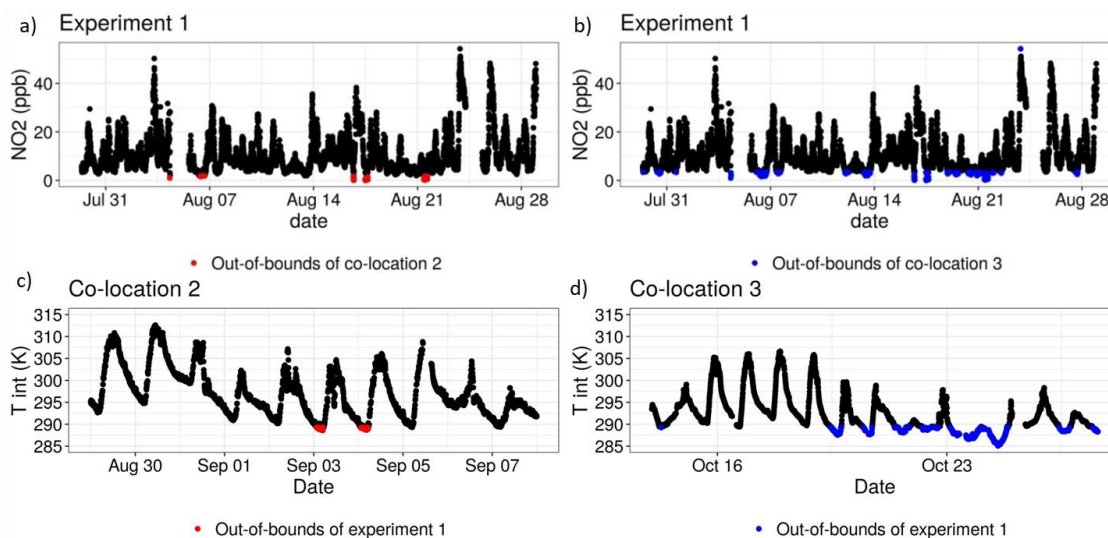 a)
Experiment 1
NO2 (ppb)
40
20
0
Jul 31
Aug 07
Aug 14
Aug 21
Aug 28
date
Out-of-bounds of co-location 2
b)
Experiment 1
NO2 (ppb)
40
20
0
Jul 31
Aug 07
Aug 14
Aug 21
Aug 28
date
Out-of-bounds of co-location 3
c)
Co-location 2
T int (K)
315
310
305
300
295
290
285
Aug 30
Sep 01
Sep 03
Sep 05
Sep 07
Date
Out-of-bounds of experiment 1
d)
Co-location 3
T int (K)
315
310
305
300
295
290
285
Oct 16
Oct 23
Date
Out-of-bounds of experiment 1